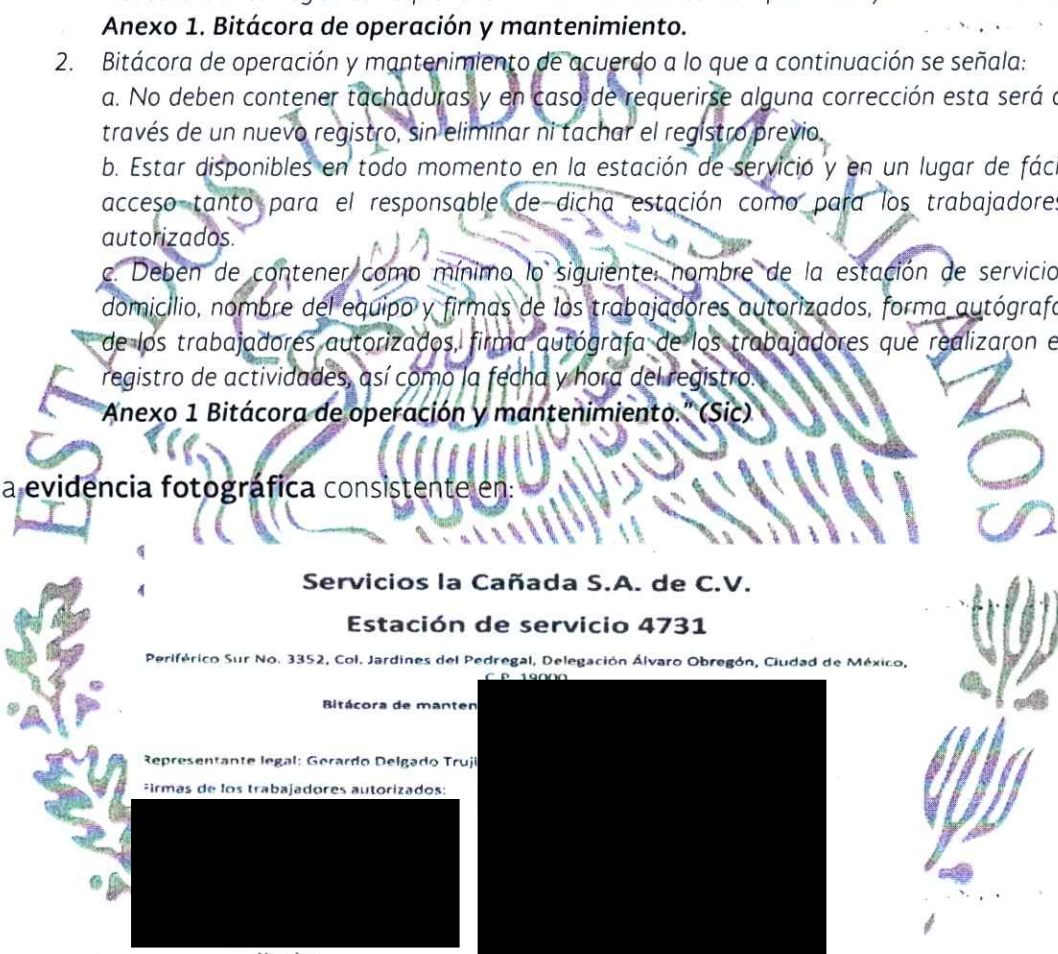 Anexo 1. Bitácora de operación y mantenimiento.
2. Bitácora de operación y mantenimiento de acuerdo a lo que a continuación se señala:
a. No deben contener tachaduras y en caso de requerirse alguna corrección esta será a
través de un nuevo registro, sin eliminar ni tachar el registro previo.
b. Estar disponibles en todo momento en la estación de servicio y en un lugar de fácil
acceso tanto para el responsable de dicha estación como para los trabajadores
autorizados.
c. Deben de contener como mínimo lo siguiente: nombre de la estación de servicio,
domicilio, nombre del equipo y firmas de los trabajadores autorizados, forma autógrafa
de los trabajadores autorizados, firma autógrafa de los trabajadores que realizaron el
registro de actividades, así como la fecha y hora del registro.
Anexo 1 Bitácora de operación y mantenimiento." (Sic)
ESTADOS UNIDOS MEXICANOS
a evidencia fotográfica consistente en:
Servicios la Cañada S.A. de C.V.
Estación de servicio 4731
Periférico Sur No. 3352, Col. Jardines del Pedregal, Delegación Álvaro Obregón, Ciudad de México,
C.P. 19000
Bitácora de manten
Representante legal: Gerardo Delgado Truji
Firmas de los trabajadores autorizados: